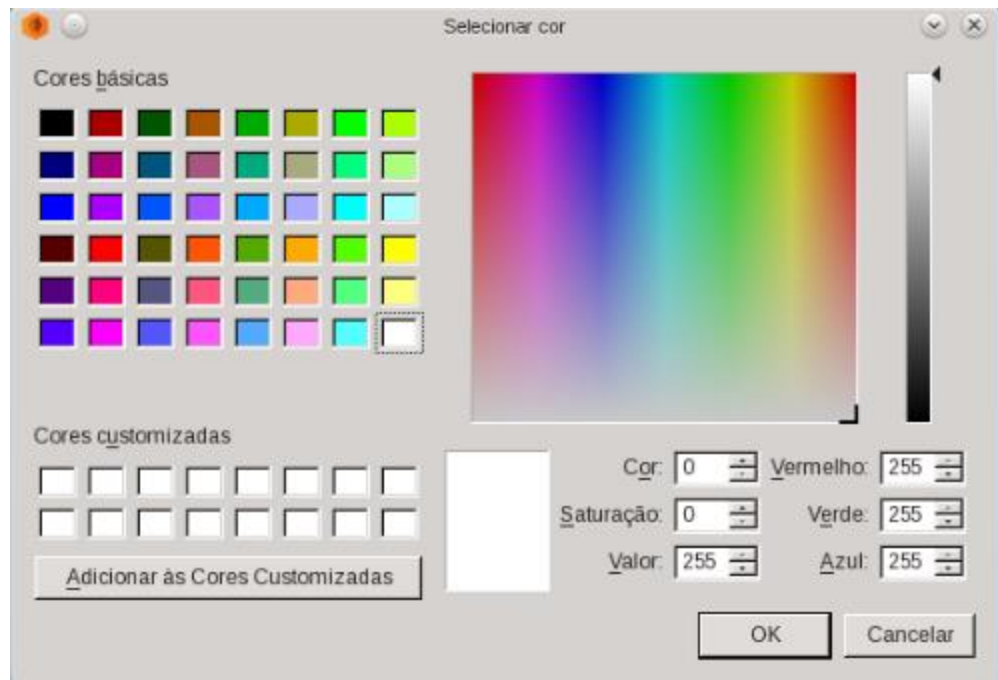 Selecionar cor
Cores básicas
Cores customizadas
Adicionar às Cores Customizadas
Cor: 0
Vermelho: 255
Saturação: 0
Verde: 255
Valor: 255
Azul: 255
OK
Cancelar